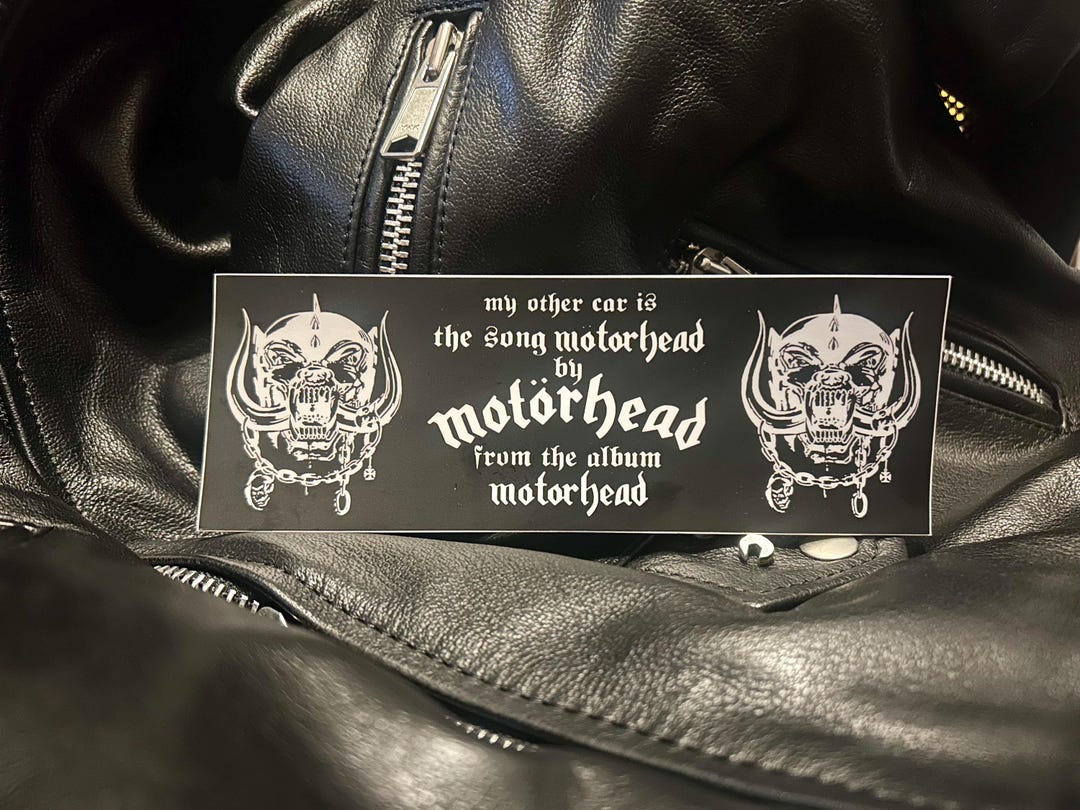 my other car is
the song motorhead
by
motörhead
from the album
motorhead